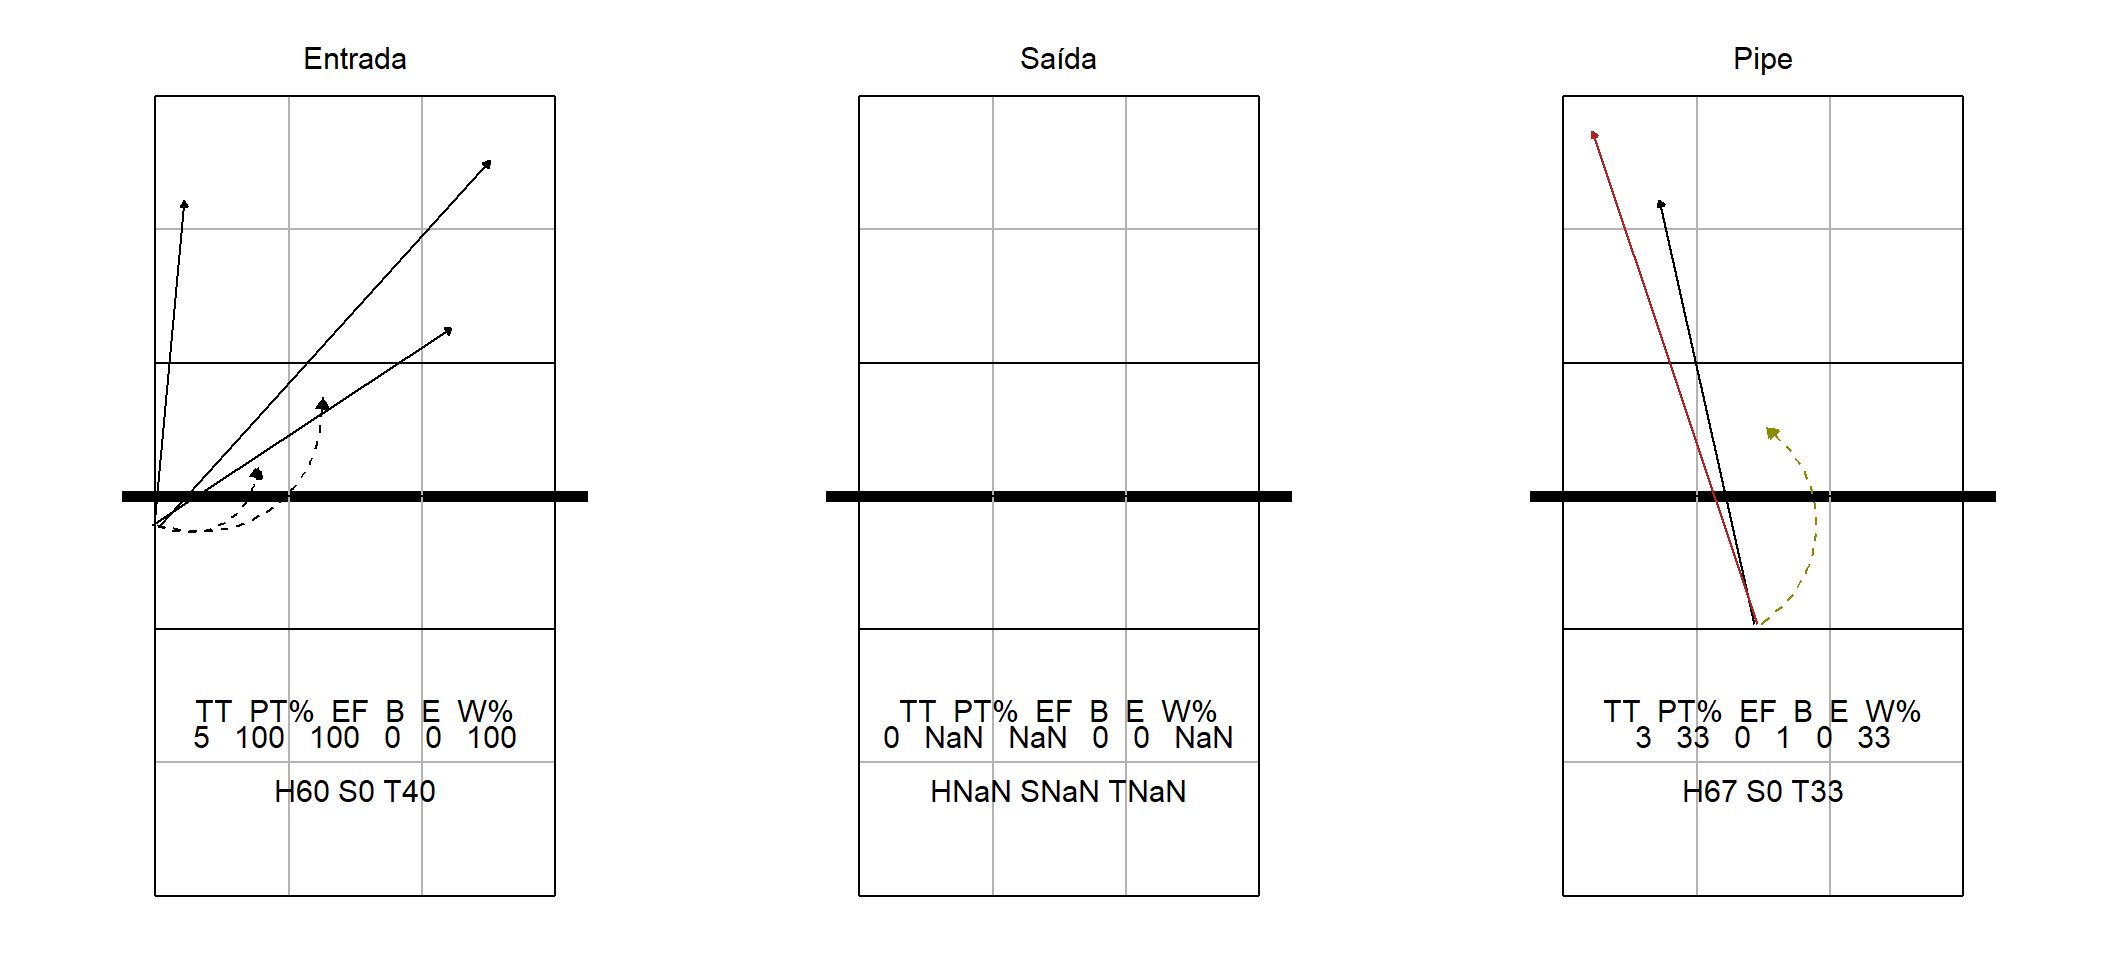 Entrada
TT PT% EF B E W%
5 100 100 0 0 100
H60 S0 T40
Saída
TT PT% EF B E W%
0 NaN NaN 0 0 NaN
HNaN SNaN TNaN
Pipe
TT PT% EF B E W%
3 33 0 1 0 33
H67 S0 T33